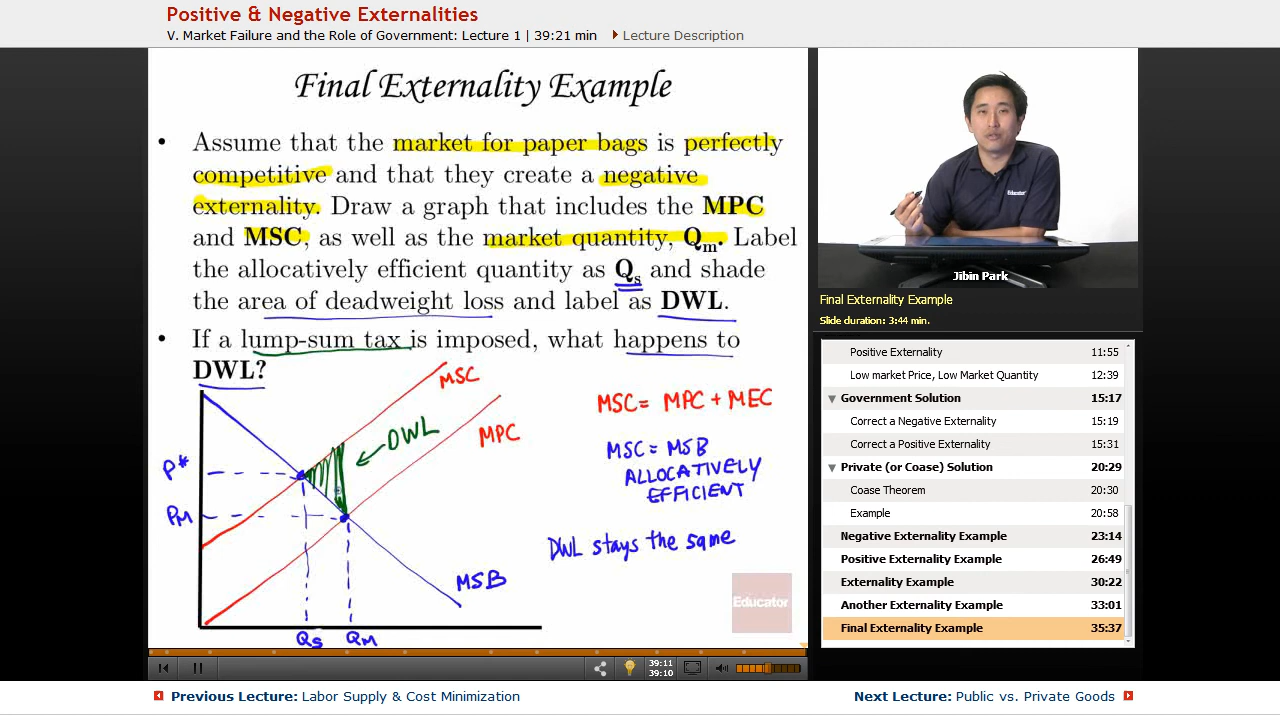 Positive & Negative Externalities
V. Market Failure and the Role of Government: Lecture 1 | 39:21 min
Lecture Description
Final Externality Example
• Assume that the market for paper bags is perfectly
competitive and that they create a negative
externality. Draw a graph that includes the MPC
and MSC, as well as the market quantity, Qm. Label
the allocatively efficient quantity as Qs and shade
the area of deadweight loss and label as DWL.
• If a lump-sum tax is imposed, what happens to
DWL?
MSC
MPC
DWL
P*
PM
MSB
Qs
QM
MSC = MPC + MEC
MSC = MSB
ALLOCATIVELY
EFFICIENT
DWL stays the same
Educator
39:11
39:10
Educator
Jibin Park
Final Externality Example
Slide duration: 3:44 min.
Positive Externality 11:55
Low market Price, Low Market Quantity 12:39
Government Solution 15:17
Correct a Negative Externality 15:19
Correct a Positive Externality 15:31
Private (or Coase) Solution 20:29
Coase Theorem 20:30
Example 20:58
Negative Externality Example 23:14
Positive Externality Example 26:49
Externality Example 30:22
Another Externality Example 33:01
Final Externality Example 35:37
Previous Lecture: Labor Supply & Cost Minimization
Next Lecture: Public vs. Private Goods